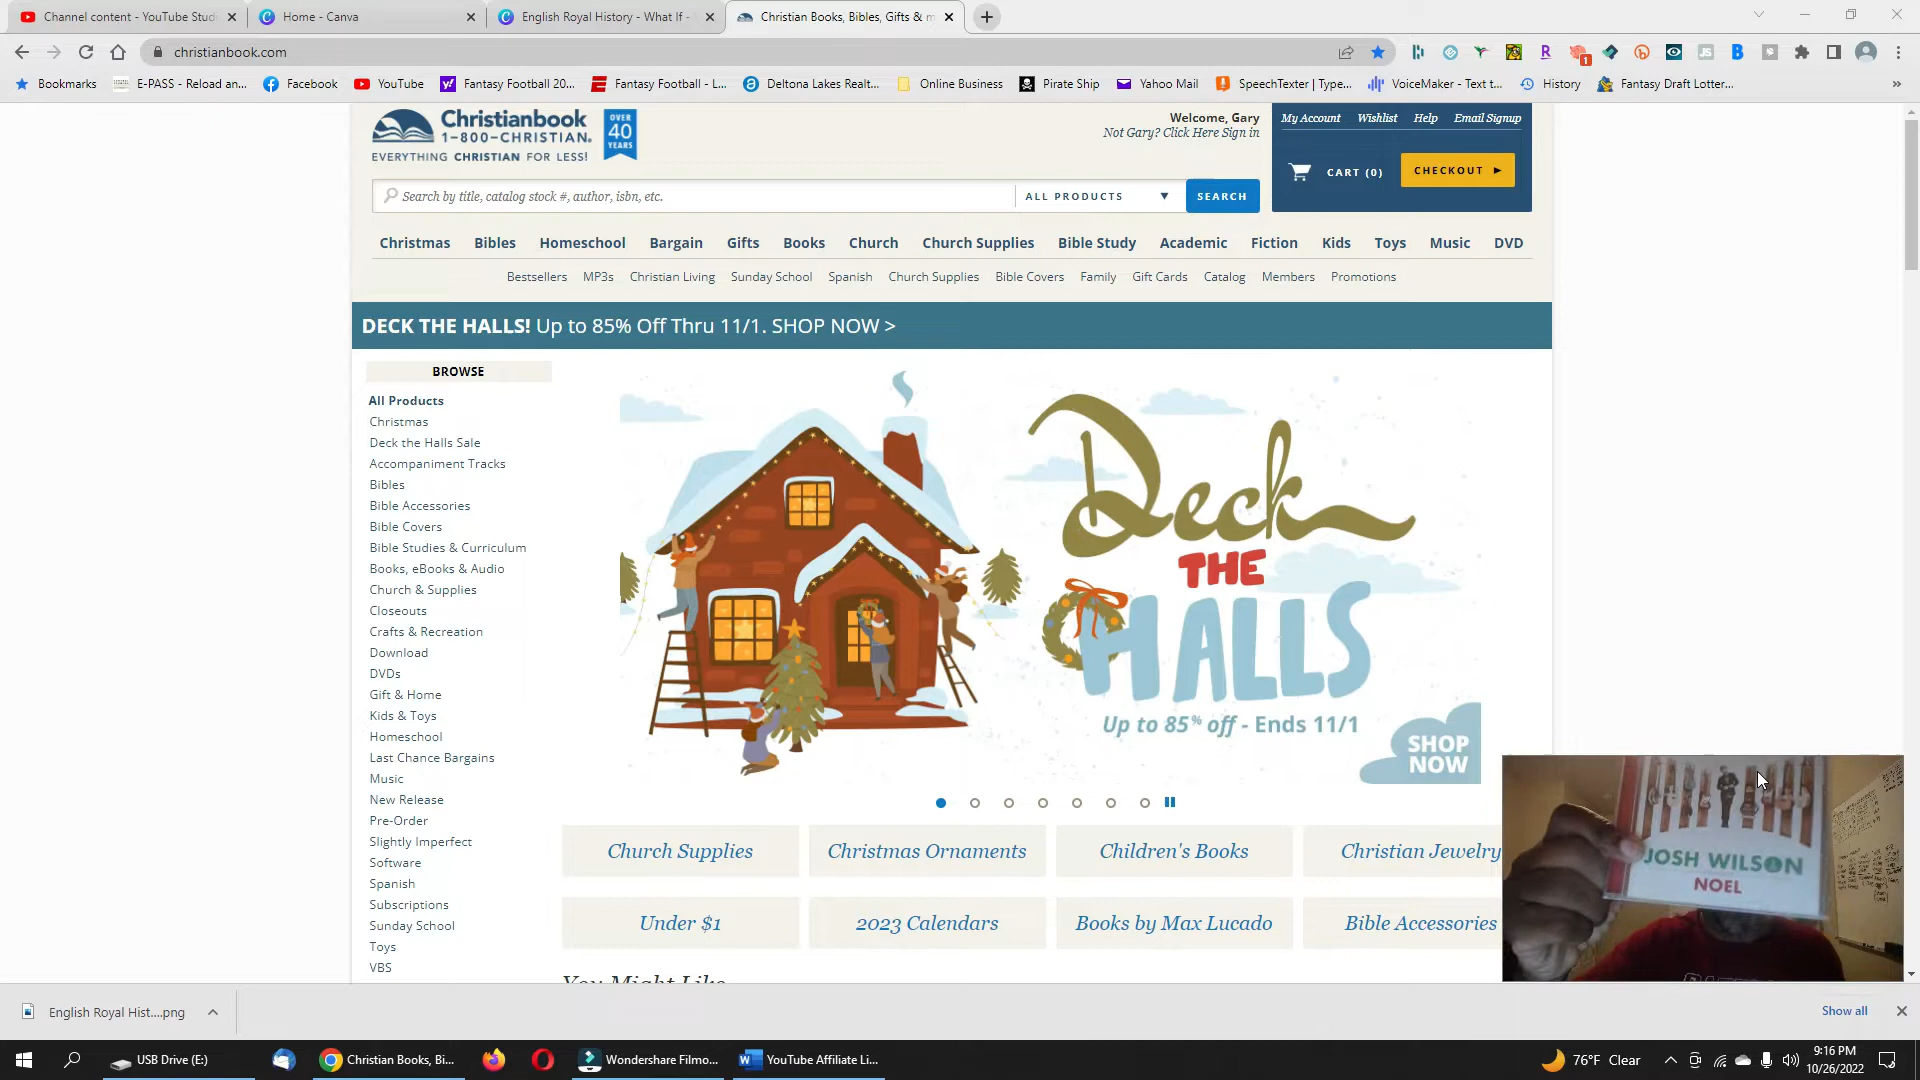 Channel content - YouTube Stud
Home - Canva
English Royal History - What If -
Christian Books, Bibles, Gifts & m
christianbook.com
Bookmarks
E-PASS - Reload an...
Facebook
YouTube
Fantasy Football 20...
Fantasy Football - L...
Deltona Lakes Realt...
Online Business
Pirate Ship
Yahoo Mail
SpeechTexter | Type...
VoiceMaker - Text t...
History
Fantasy Draft Lotter...
Christianbook
1-800-CHRISTIAN.
EVERYTHING CHRISTIAN FOR LESS!
OVER
40
YEARS
Welcome, Gary
Not Gary? Click Here Sign in
My Account Wishlist Help Email Signup
CART (0)
CHECKOUT
Search by title, catalog stock #, author, isbn, etc.
ALL PRODUCTS
SEARCH
Christmas Bibles Homeschool Bargain Gifts Books Church Church Supplies Bible Study Academic Fiction Kids Toys Music DVD
Bestsellers MP3s Christian Living Sunday School Spanish Church Supplies Bible Covers Family Gift Cards Catalog Members Promotions
DECK THE HALLS! Up to 85% Off Thru 11/1. SHOP NOW >
BROWSE
All Products
Christmas
Deck the Halls Sale
Accompaniment Tracks
Bibles
Bible Accessories
Bible Covers
Bible Studies & Curriculum
Books, eBooks & Audio
Church & Supplies
Closeouts
Crafts & Recreation
Download
DVDs
Gift & Home
Kids & Toys
Homeschool
Last Chance Bargains
Music
New Release
Pre-Order
Slightly Imperfect
Software
Spanish
Subscriptions
Sunday School
Toys
VBS
Deck
THE
HALLS
Up to 85% off - Ends 11/1
SHOP
NOW
Church Supplies
Christmas Ornaments
Children's Books
Christian Jewelry
Under $1
2023 Calendars
Books by Max Lucado
Bible Accessories
You Might Like
JOSH WILSON
NOEL
English Royal Hist....png
Show all
USB Drive (E:)
Christian Books, Bi...
Wondershare Filmo...
YouTube Affiliate Li...
76°F Clear
9:16 PM
10/26/2022